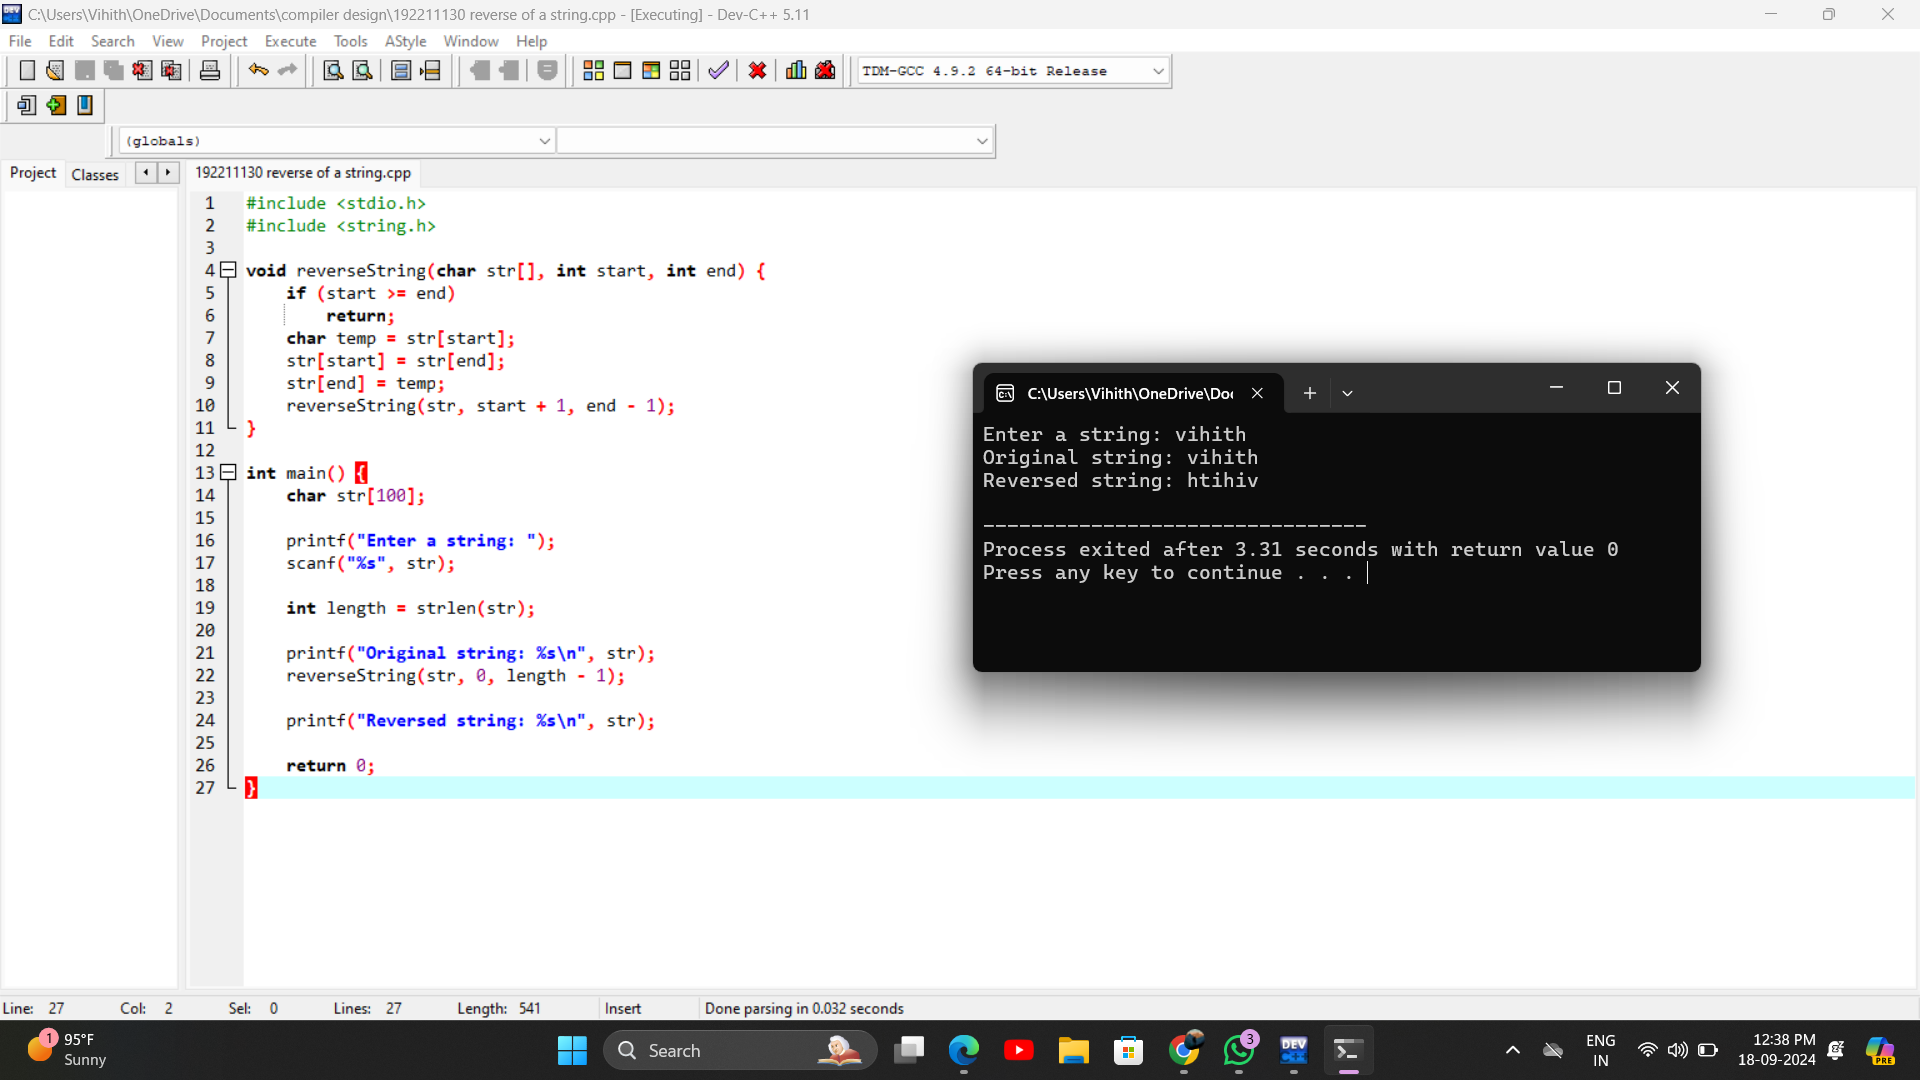 C:\Users\Vihith\OneDrive\Documents\compiler design\192211130 reverse of a string.cpp - [Executing] - Dev-C++ 5.11
File Edit Search View Project Execute Tools AStyle Window Help
TDM-GCC 4.9.2 64-bit Release
(globals)
Project Classes 192211130 reverse of a string.cpp
1 #include <stdio.h>
2 #include <string.h>
3
4 void reverseString(char str[], int start, int end) {
5 if (start >= end)
6 return;
7 char temp = str[start];
8 str[start] = str[end];
9 str[end] = temp;
10 reverseString(str, start + 1, end - 1);
11 }
12
13 int main() {
14 char str[100];
15
16 printf("Enter a string: ");
17 scanf("%s", str);
18
19 int length = strlen(str);
20
21 printf("Original string: %s\n", str);
22 reverseString(str, 0, length - 1);
23
24 printf("Reversed string: %s\n", str);
25
26 return 0;
27 }
C:\Users\Vihith\OneDrive\Do
Enter a string: vihith
Original string: vihith
Reversed string: htihiv
--------------------------------
Process exited after 3.31 seconds with return value 0
Press any key to continue . . .
Line: 27 Col: 2 Sel: 0 Lines: 27 Length: 541 Insert Done parsing in 0.032 seconds
1
95°F
Sunny
Search
3
DEV
C++
ENG
IN
12:38 PM
18-09-2024
PRE